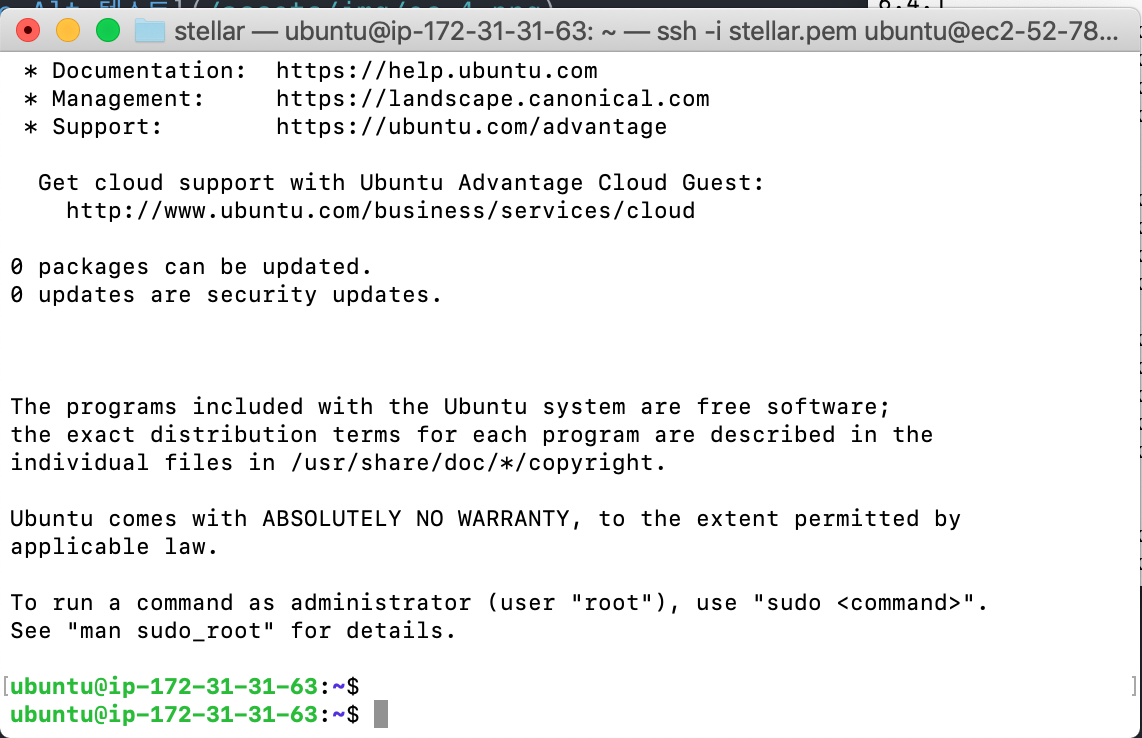 Alt 텍스트](/assets/img/
stellar — ubuntu@ip-172-31-31-63: ~ — ssh -i stellar.pem ubuntu@ec2-52-78...
* Documentation:  https://help.ubuntu.com
* Management:     https://landscape.canonical.com
* Support:        https://ubuntu.com/advantage
Get cloud support with Ubuntu Advantage Cloud Guest:
http://www.ubuntu.com/business/services/cloud
0 packages can be updated.
0 updates are security updates.
The programs included with the Ubuntu system are free software;
the exact distribution terms for each program are described in the
individual files in /usr/share/doc/*/copyright.
Ubuntu comes with ABSOLUTELY NO WARRANTY, to the extent permitted by
applicable law.
To run a command as administrator (user "root"), use "sudo <command>".
See "man sudo_root" for details.
[ubuntu@ip-172-31-31-63:~$ ]
ubuntu@ip-172-31-31-63:~$